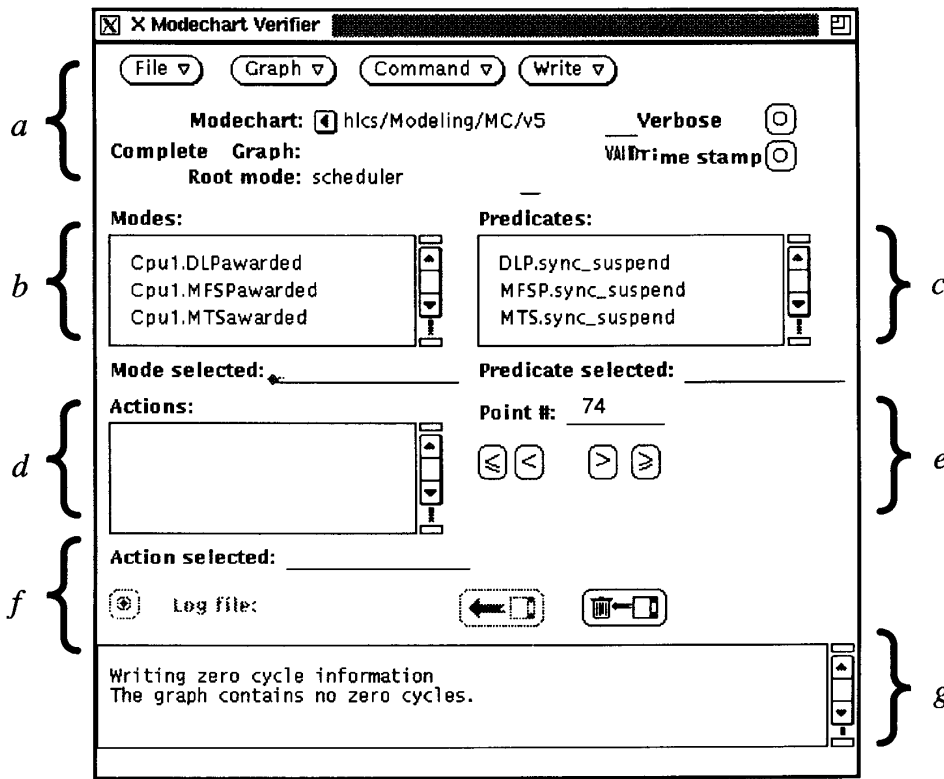 X Modechart Verifier
File Graph Command Write
a
Modechart: hlcs/Modeling/MC/v5 Verbose
Complete Graph: Time stamp
Root mode: scheduler
Modes: Predicates:
b
Cpu1.DLPawarded DLP.sync_suspend
Cpu1.MFSPawarded MFSP.sync_suspend
Cpu1.MTSawarded MTS.sync_suspend
c
Mode selected: Predicate selected:
Actions: Point #: 74
d
< < > >
e
Action selected:
f
Log file:
Writing zero cycle information
The graph contains no zero cycles.
g